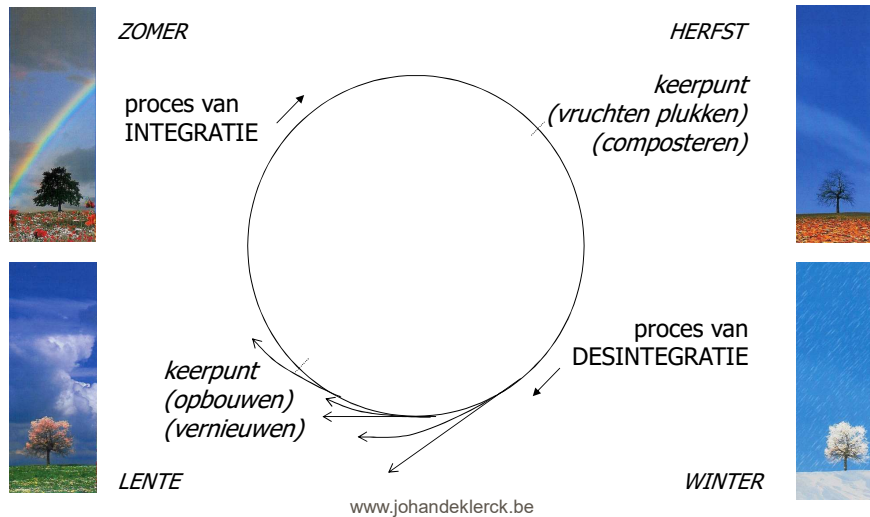 ZOMER
HERFST
proces van
INTEGRATIE
keerpunt
(vruchten plukken)
(composteren)
proces van
DESINTEGRATIE
keerpunt
(opbouwen)
(vernieuwen)
LENTE
WINTER
www.johandeklerck.be